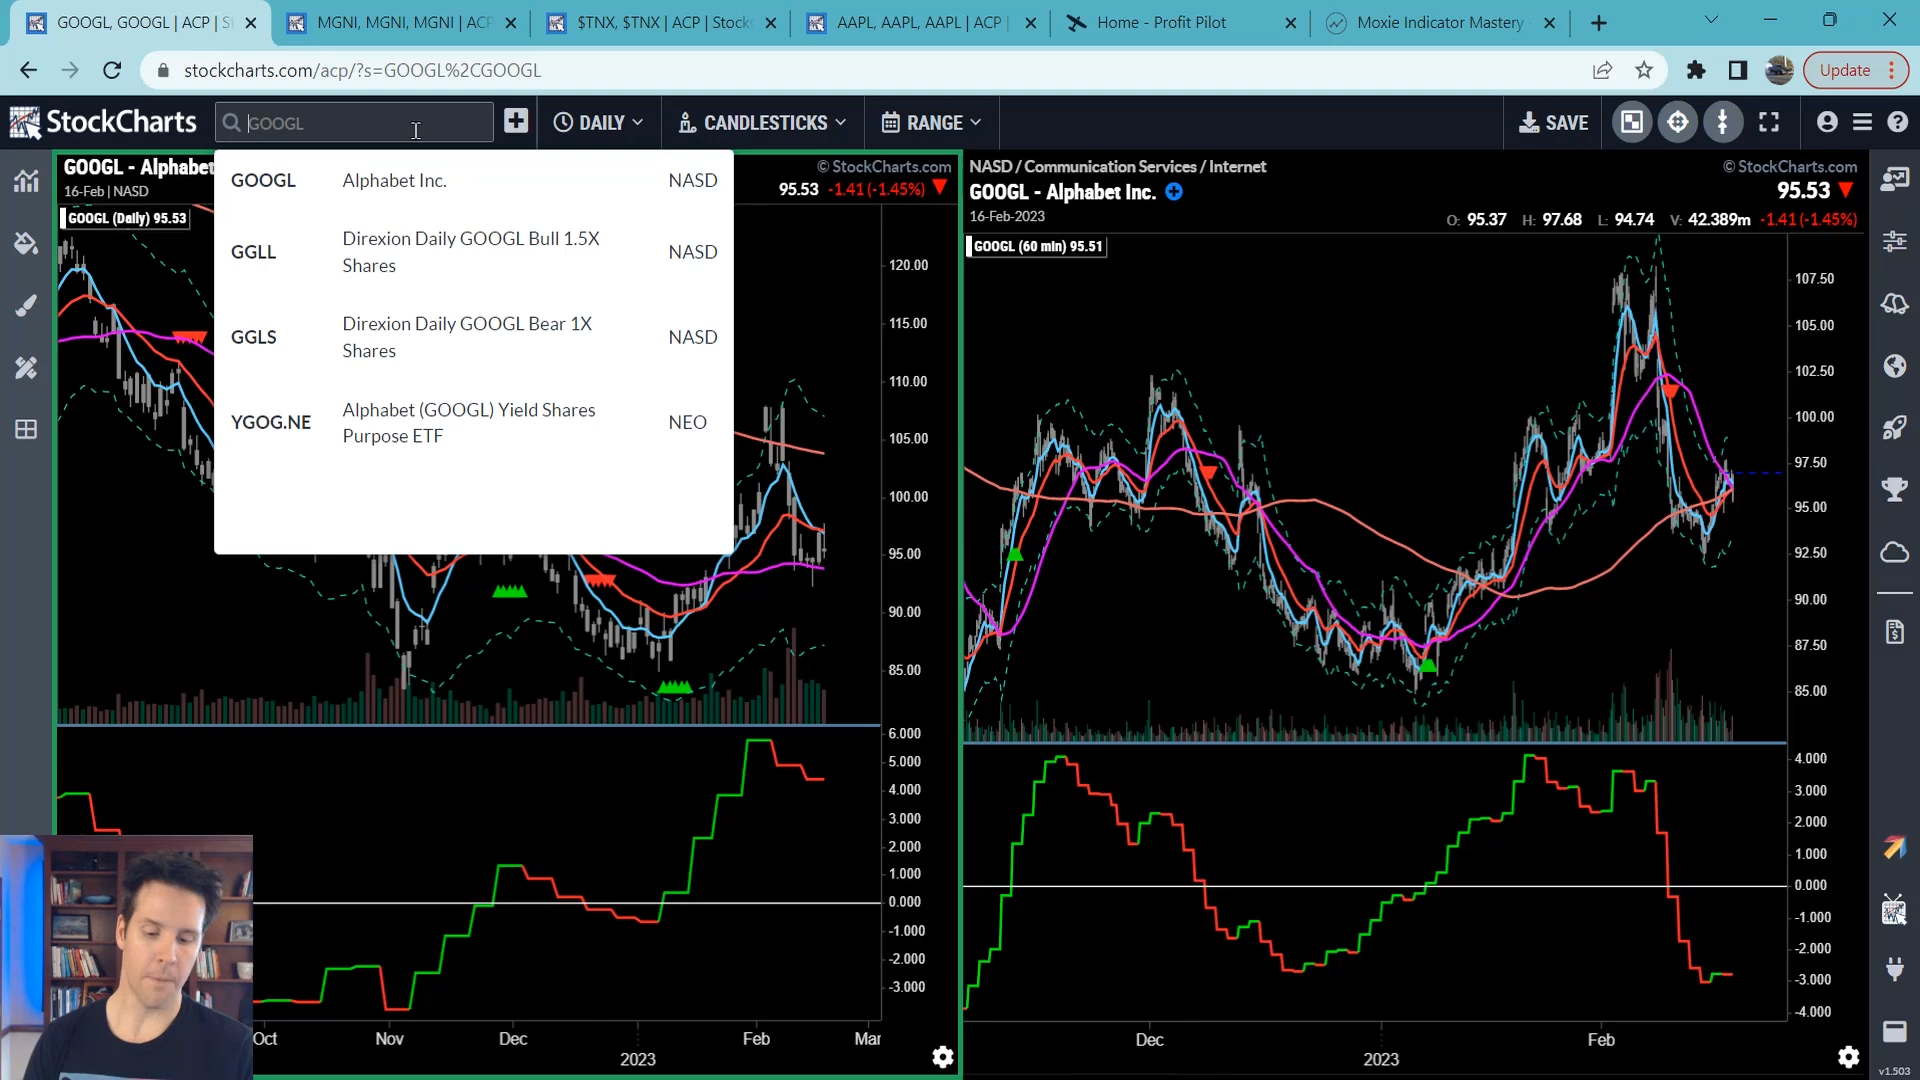 GOOGL, GOOGL | ACP | St
MGNI, MGNI, MGNI | ACP
$TNX, $TNX | ACP | Stock
AAPL, AAPL, AAPL | ACP |
Home - Profit Pilot
Moxie Indicator Mastery
stockcharts.com/acp/?s=GOOGL%2CGOOGL
Update
StockCharts
GOOGL
DAILY
CANDLESTICKS
RANGE
SAVE
GOOGL - Alphabet
16-Feb | NASD
© StockCharts.com
95.53 -1.41 (-1.45%)
GOOGL (Daily) 95.53
GOOGL Alphabet Inc. NASD
GGLL Direxion Daily GOOGL Bull 1.5X Shares NASD
GGLS Direxion Daily GOOGL Bear 1X Shares NASD
YGOG.NE Alphabet (GOOGL) Yield Shares Purpose ETF NEO
120.00
115.00
110.00
105.00
100.00
95.00
90.00
85.00
6.000
5.000
4.000
3.000
2.000
1.000
0.000
-1.000
-2.000
-3.000
Oct Nov Dec 2023 Feb Mar
NASD / Communication Services / Internet
© StockCharts.com
GOOGL - Alphabet Inc.
95.53
16-Feb-2023
O: 95.37 H: 97.68 L: 94.74 V: 42.389m -1.41 (-1.45%)
GOOGL (60 min) 95.51
107.50
105.00
102.50
100.00
97.50
95.00
92.50
90.00
87.50
85.00
4.000
3.000
2.000
1.000
0.000
-1.000
-2.000
-3.000
-4.000
Dec 2023 Feb
v1.503